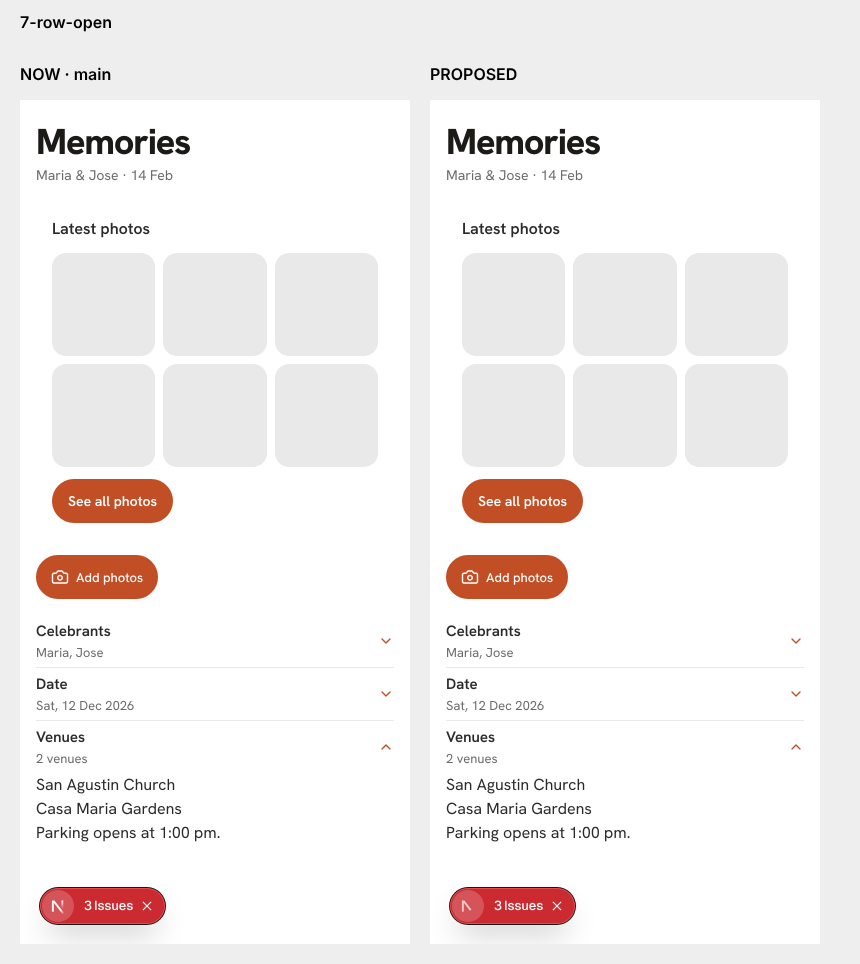 7-row-open
NOW · main
Memories
Maria & Jose · 14 Feb
Latest photos
See all photos
Add photos
Celebrants
Maria, Jose
Date
Sat, 12 Dec 2026
Venues
2 venues
San Agustin Church
Casa Maria Gardens
Parking opens at 1:00 pm.
N
3 Issues
PROPOSED
Memories
Maria & Jose · 14 Feb
Latest photos
See all photos
Add photos
Celebrants
Maria, Jose
Date
Sat, 12 Dec 2026
Venues
2 venues
San Agustin Church
Casa Maria Gardens
Parking opens at 1:00 pm.
N
3 Issues